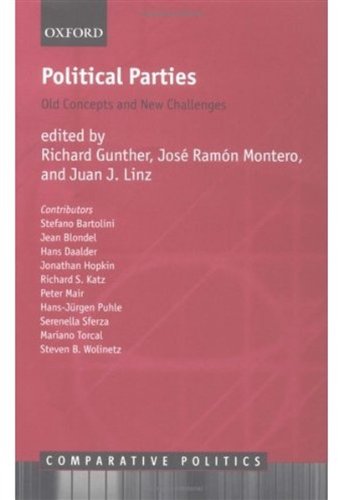 OXFORD
Political Parties
Old Concepts and New Challenges
edited by
Richard Gunther, José Ramón Montero,
and Juan J. Linz
Contributors
Stefano Bartolini
Jean Blondel
Hans Daalder
Jonathan Hopkin
Richard S. Katz
Peter Mair
Hans-Jürgen Puhle
Serenella Sferza
Mariano Torcal
Steven B. Wolinetz
COMPARATIVE POLITICS